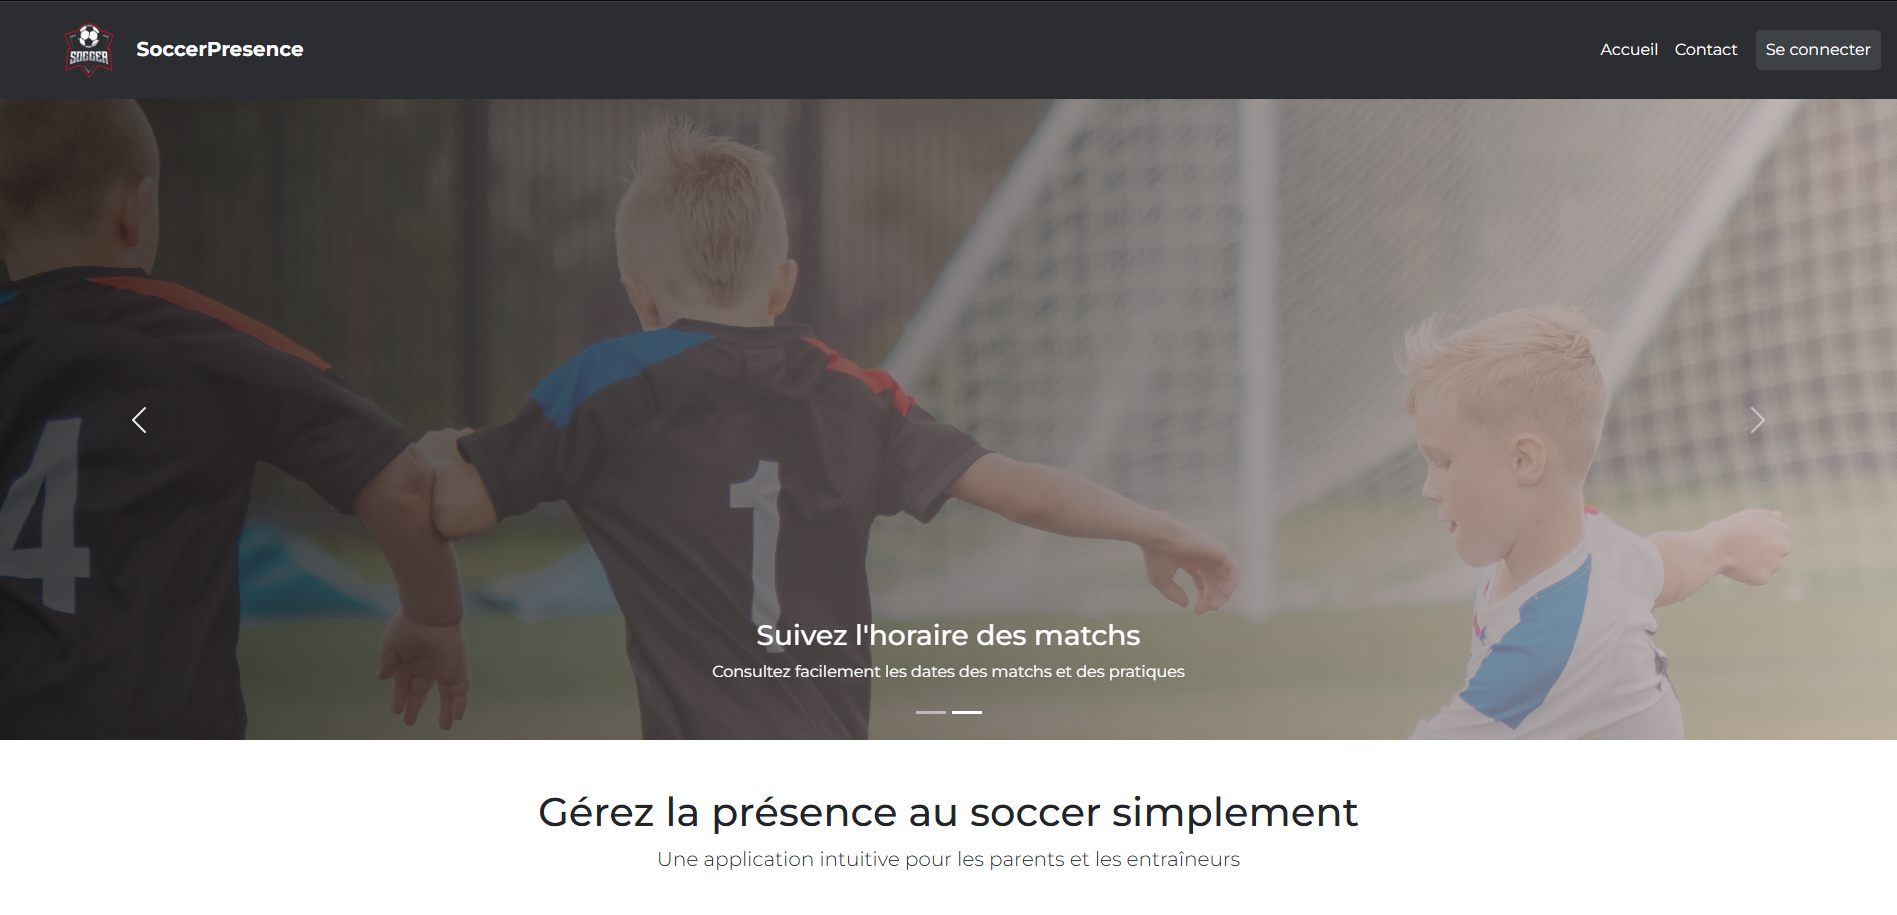 SOCCER
SoccerPresence
Accueil
Contact
Se connecter
4
1
Suivez l'horaire des matchs
Consultez facilement les dates des matchs et des pratiques
Gérez la présence au soccer simplement
Une application intuitive pour les parents et les entraîneurs